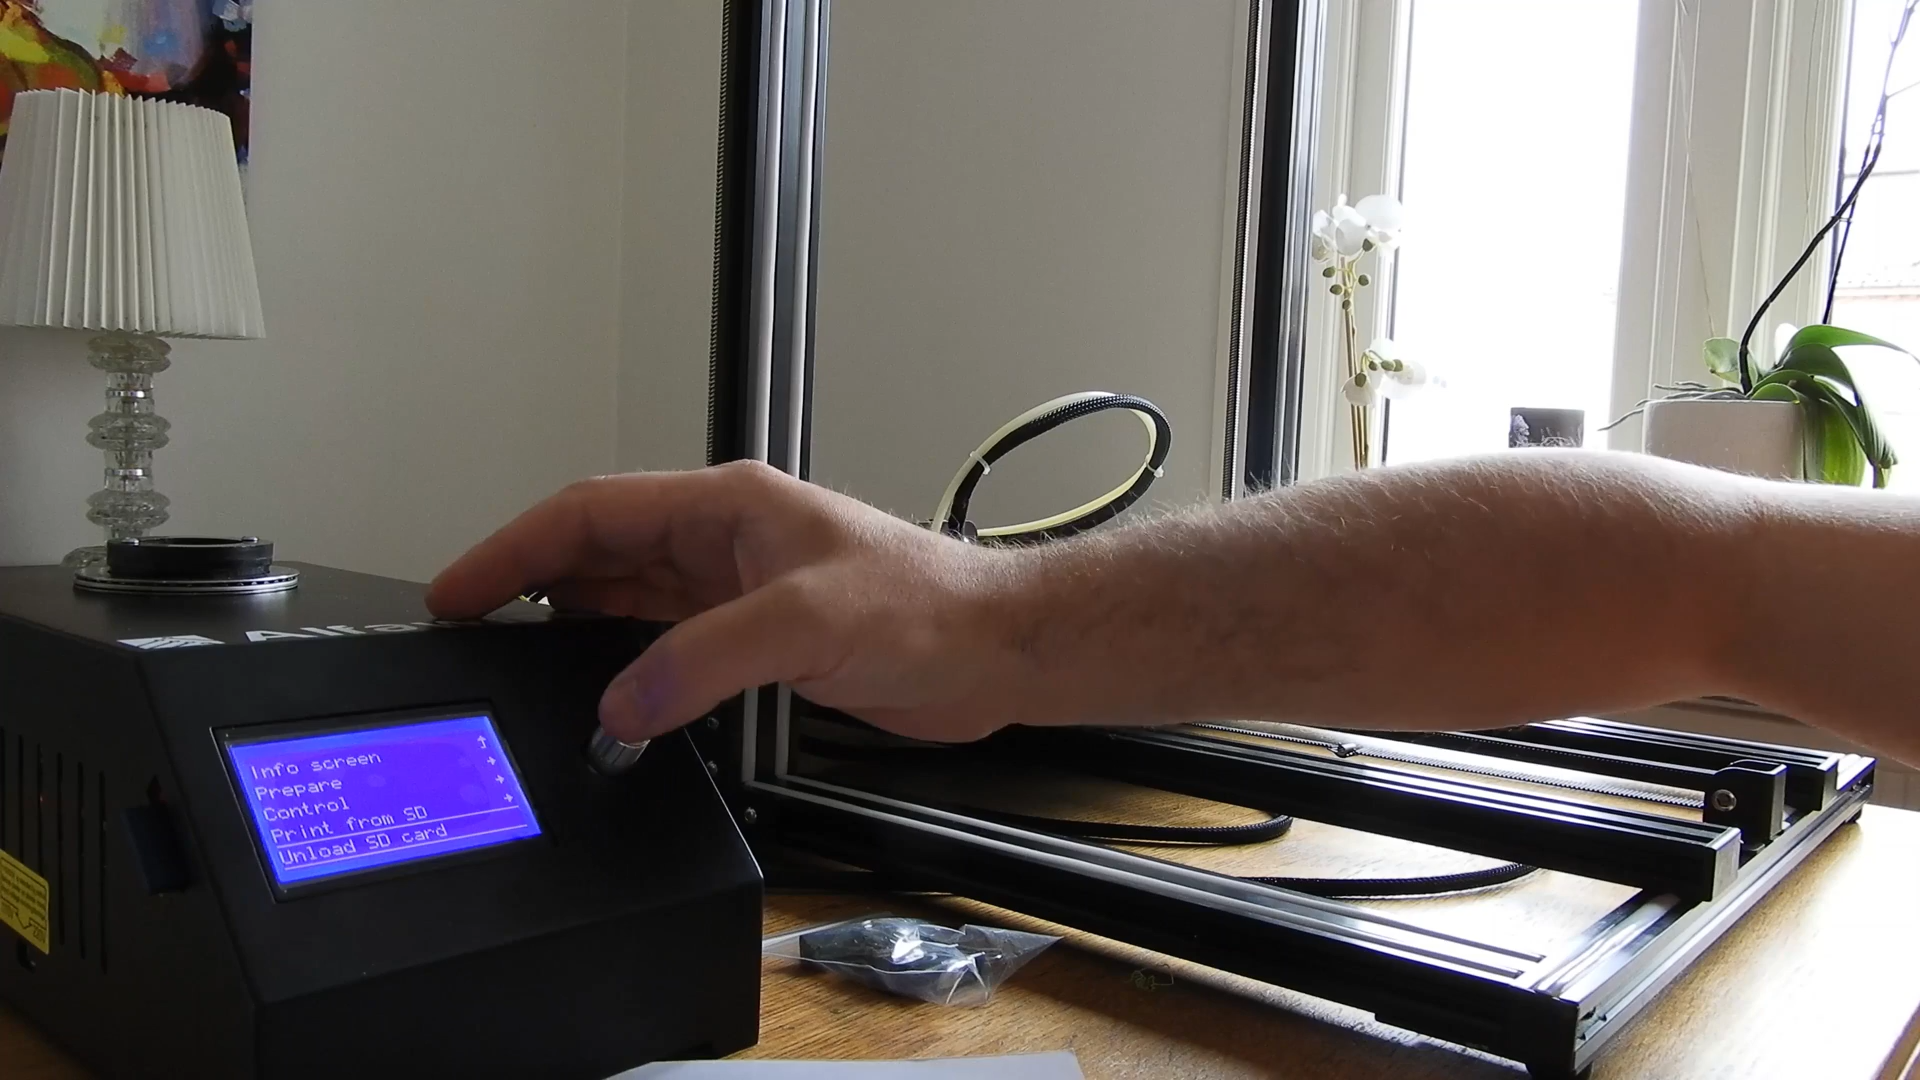 Info screen
Prepare
Control
Print from SD
Unload SD card